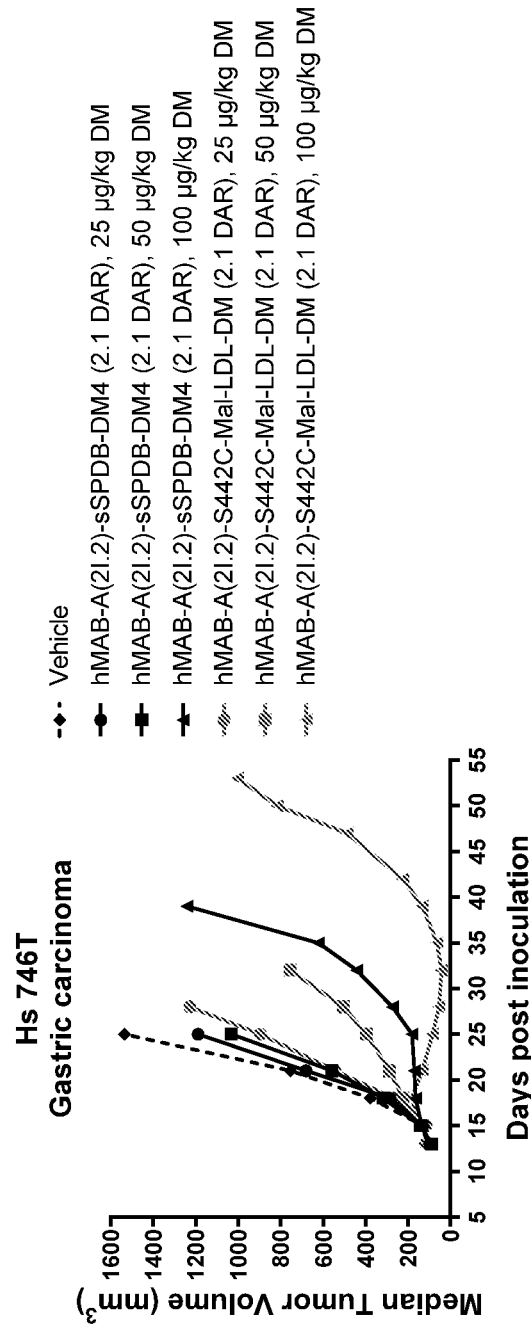 Hs 746T
Gastric carcinoma
Median Tumor Volume (mm³)
1600
1400
1200
1000
800
600
400
200
0
5
10
15
20
25
30
35
40
45
50
55
Days post inoculation
Vehicle
hMAB-A(2I.2)-sSPDB-DM4 (2.1 DAR), 25 µg/kg DM
hMAB-A(2I.2)-sSPDB-DM4 (2.1 DAR), 50 µg/kg DM
hMAB-A(2I.2)-sSPDB-DM4 (2.1 DAR), 100 µg/kg DM
hMAB-A(2I.2)-S442C-Mal-LDL-DM (2.1 DAR), 25 µg/kg DM
hMAB-A(2I.2)-S442C-Mal-LDL-DM (2.1 DAR), 50 µg/kg DM
hMAB-A(2I.2)-S442C-Mal-LDL-DM (2.1 DAR), 100 µg/kg DM